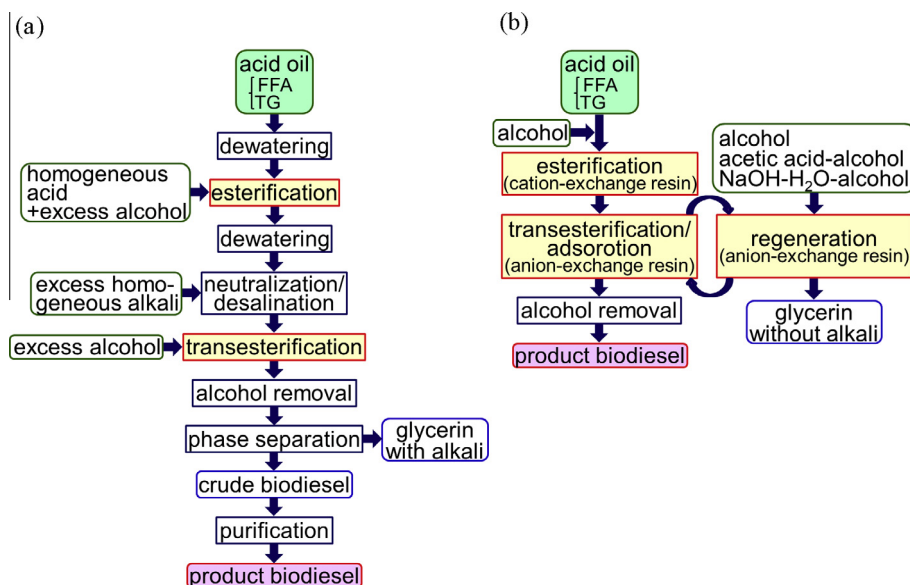 (a)
acid oil
FFA
TG
dewatering
homogeneous
acid
+excess alcohol
esterification
dewatering
excess homo-
geneous alkali
neutralization/
desalination
excess alcohol
transesterification
alcohol removal
phase separation
glycerin
with alkali
crude biodiesel
purification
product biodiesel
(b)
acid oil
FFA
TG
alcohol
esterification
(cation-exchange resin)
alcohol
acetic acid-alcohol
NaOH-H₂O-alcohol
transesterification/
adsorotion
(anion-exchange resin)
regeneration
(anion-exchange resin)
alcohol removal
glycerin
without alkali
product biodiesel